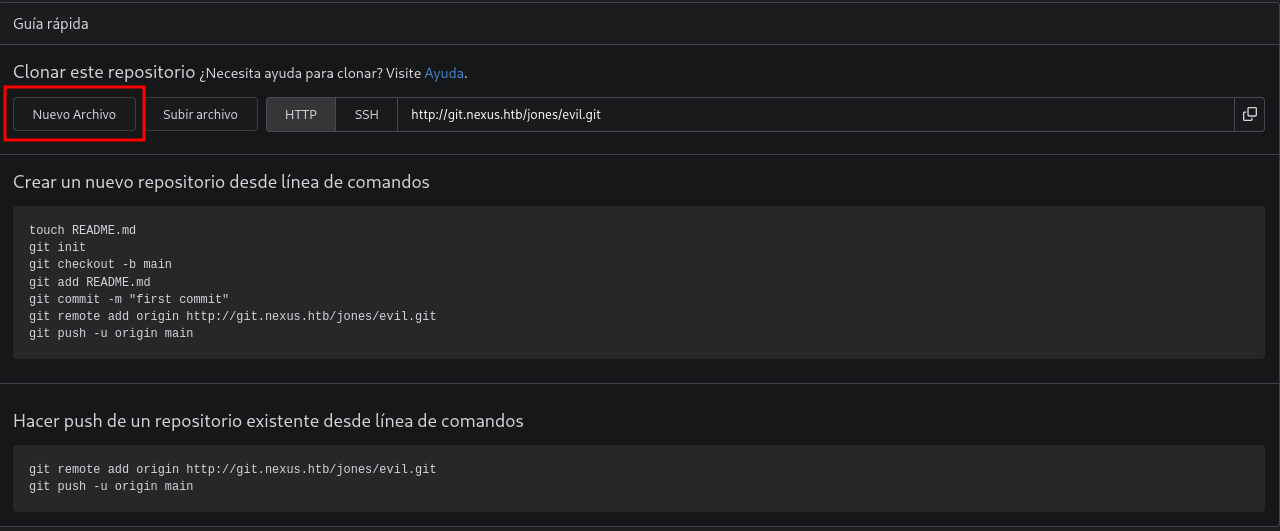 Guía rápida
Clonar este repositorio ¿Necesita ayuda para clonar? Visite Ayuda.
Nuevo Archivo Subir archivo HTTP SSH http://git.nexus.htb/jones/evil.git
Crear un nuevo repositorio desde línea de comandos
touch README.md
git init
git checkout -b main
git add README.md
git commit -m "first commit"
git remote add origin http://git.nexus.htb/jones/evil.git
git push -u origin main
Hacer push de un repositorio existente desde línea de comandos
git remote add origin http://git.nexus.htb/jones/evil.git
git push -u origin main